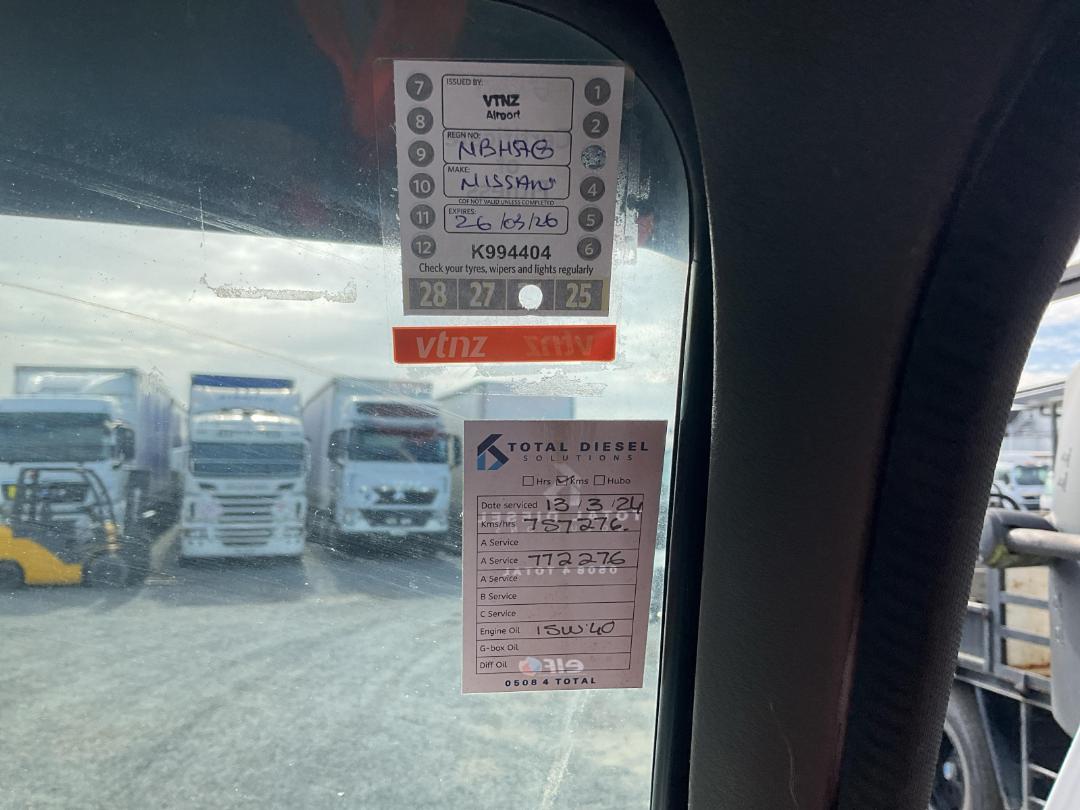 7 ISSUED BY: 1
VTNZ
Airport
8 2
REGN NO:
9
MAKE:
10 NISSAN 4
COF NOT VALID UNLESS COMPLETED
EXPIRES:
11 26/03/26 5
12 K994404 6
Check your tyres, wipers and lights regularly
28 27 25
vtnz
TOTAL DIESEL
SOLUTIONS
Hrs Kms Hubo
Date serviced 13/3/24
Kms/hrs 757276
A Service
A Service 772276
A Service
B Service
C Service
Engine Oil 15W-40
G-box Oil
Diff Oil elf
0508 4 TOTAL